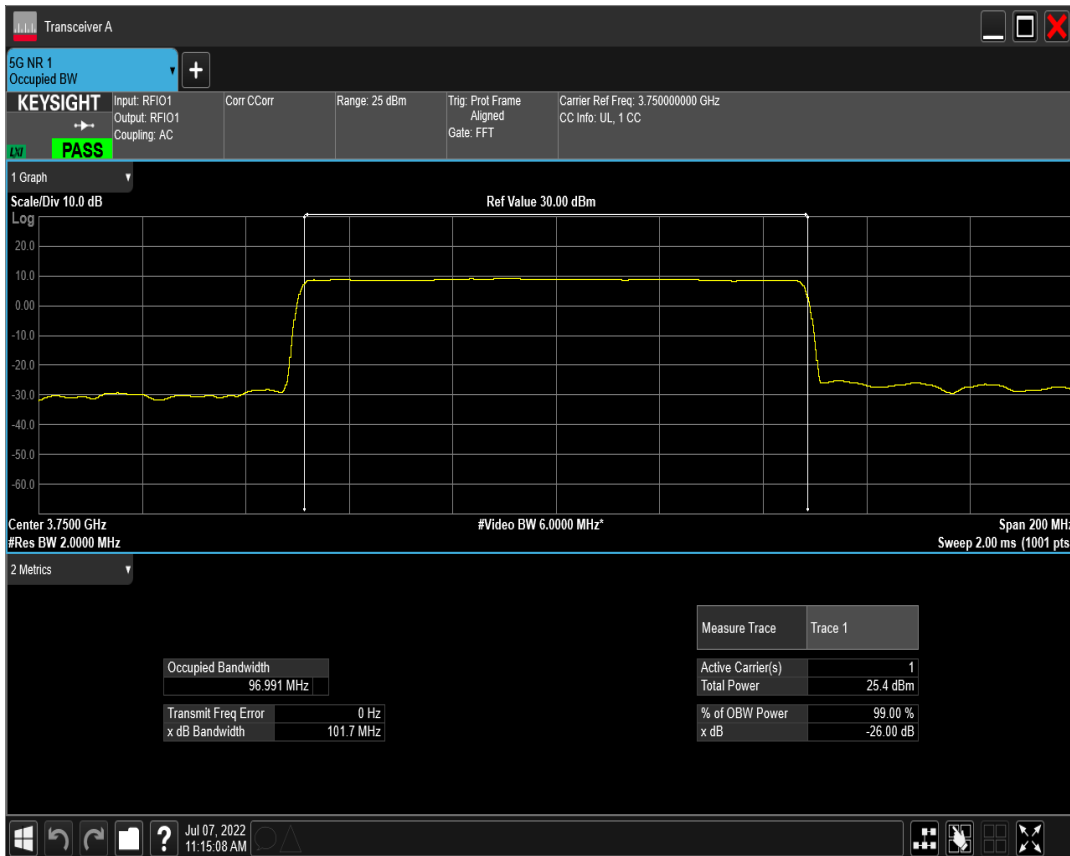 Transceiver A
5G NR 1
Occupied BW
KEYSIGHT
LXI
PASS
Input: RFIO1
Output: RFIO1
Coupling: AC
Corr CCorr
Range: 25 dBm
Trig: Prot Frame
Aligned
Gate: FFT
Carrier Ref Freq: 3.750000000 GHz
CC Info: UL, 1 CC
1 Graph
Scale/Div 10.0 dB
Ref Value 30.00 dBm
Log
20.0
10.0
0.00
-10.0
-20.0
-30.0
-40.0
-50.0
-60.0
Center 3.7500 GHz
#Video BW 6.0000 MHz*
Span 200 MHz
#Res BW 2.0000 MHz
Sweep 2.00 ms (1001 pts
2 Metrics
Measure Trace Trace 1
Occupied Bandwidth
96.991 MHz
Active Carrier(s) 1
Total Power 25.4 dBm
Transmit Freq Error 0 Hz
x dB Bandwidth 101.7 MHz
% of OBW Power 99.00 %
x dB -26.00 dB
?
Jul 07, 2022
11:15:08 AM